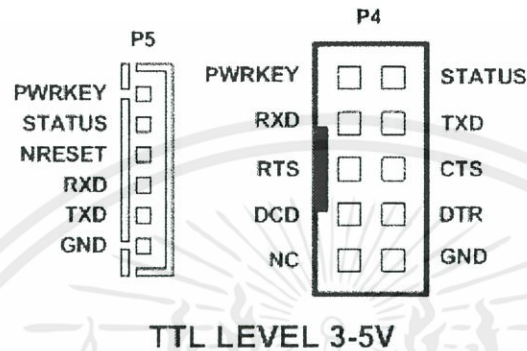 P5
PWRKEY
STATUS
NRESET
RXD
TXD
GND
P4
PWRKEY STATUS
RXD TXD
RTS CTS
DCD DTR
NC GND
TTL LEVEL 3-5V